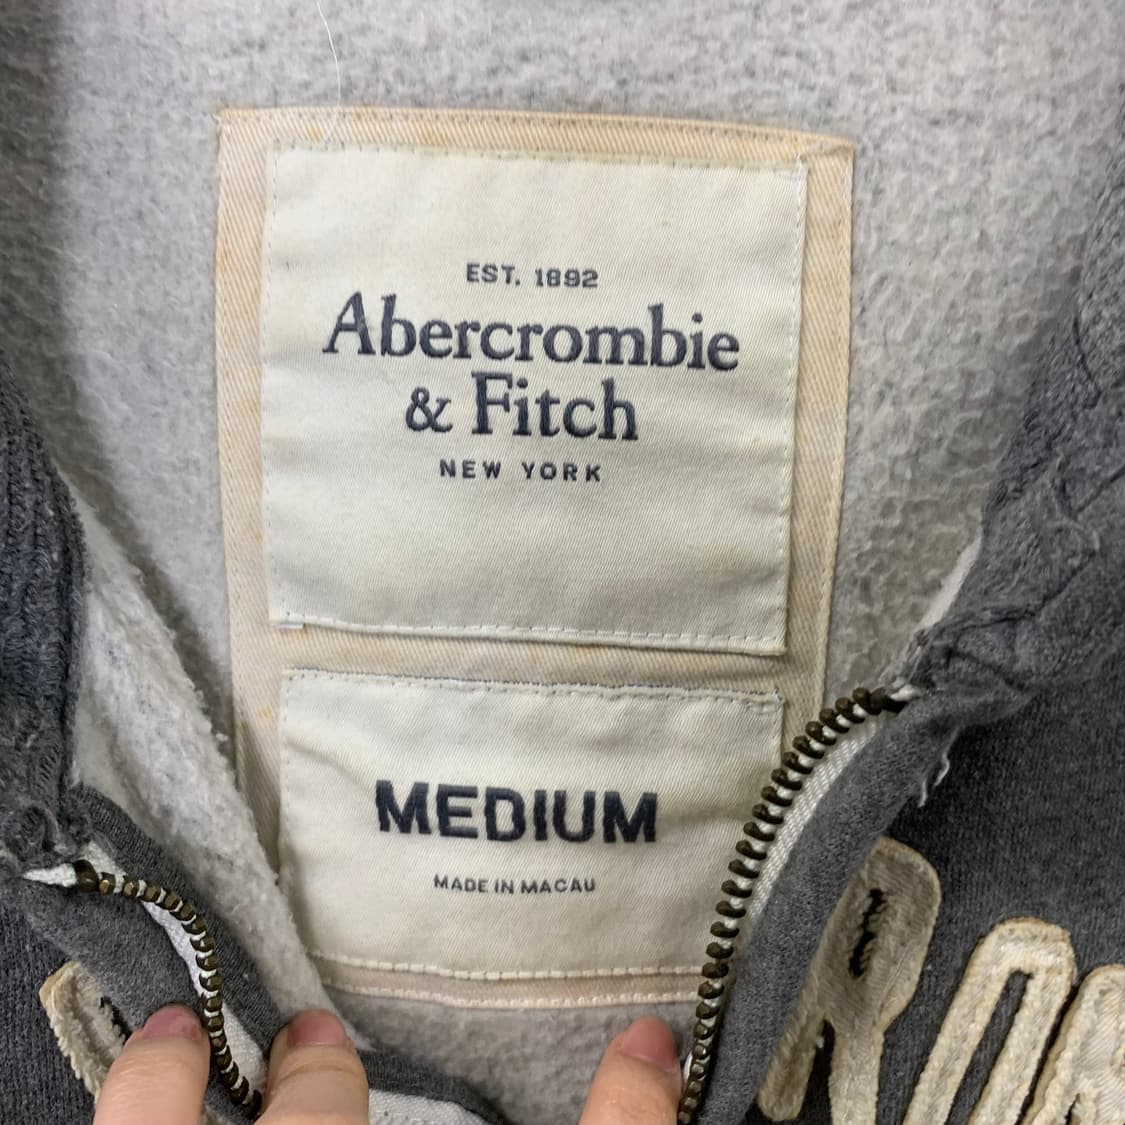 EST. 1892
Abercrombie
& Fitch
NEW YORK
MEDIUM
MADE IN MACAU